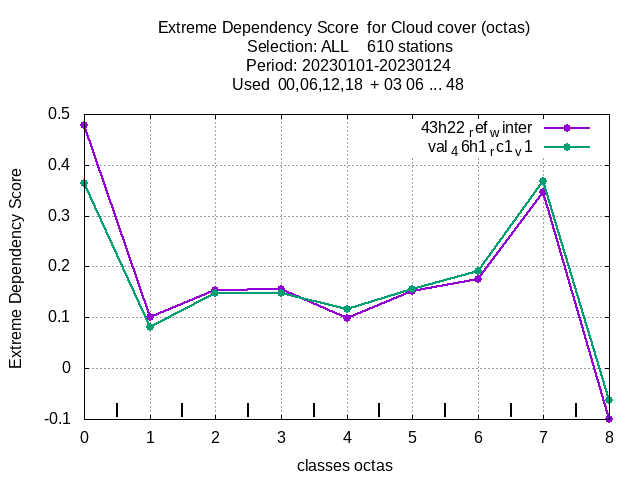 Extreme Dependency Score  for Cloud cover (octas)
Selection: ALL    610 stations
Period: 20230101-20230124
Used  00,06,12,18  + 03 06 ... 48
43h22_ref_winter
val_46h1_rc1_v1
0.5
0.4
0.3
0.2
0.1
0
-0.1
Extreme Dependency Score
0 1 2 3 4 5 6 7 8
classes octas